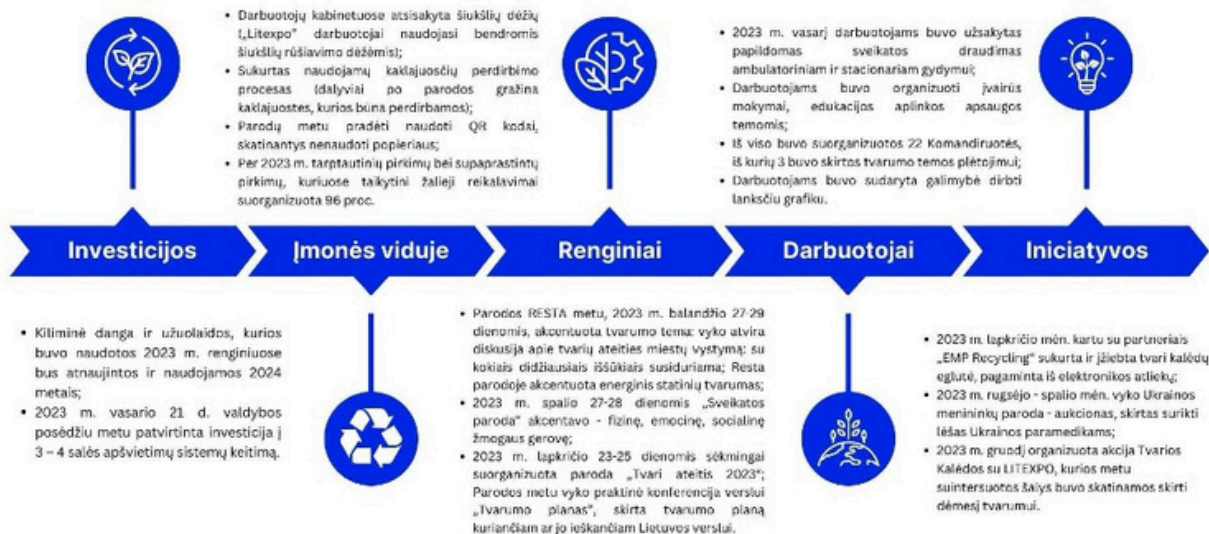 • Darbuotojų kabinetuose atsisakyta šiukšlių dėžių
(„Litexpo" darbuotojai naudojasi bendromis
šiukšlių rūšiavimo dėžėmis);
• Sukurtas naudojamų kaklajuosčių perdirbimo
procesas (dalyviai po parodos gražina
kaklajuostes, kurios būna perdirbamos);
• Parodų metu pradėti naudoti QR kodai,
skatinantys nenaudoti popieriaus;
• Per 2023 m. tarptautinių pirkimų bei supaprastintų
pirkimų, kuriuose taikytini žalieji reikalavimai
suorganizuota 96 proc.
• 2023 m. vasarį darbuotojams buvo užsakytas
papildomas sveikatos draudimas
ambulatoriniam ir stacionariam gydymui;
• Darbuotojams buvo organizuoti įvairūs
mokymai, edukacijos aplinkos apsaugos
temomis;
• Iš viso buvo suorganizuotos 22 Komandiruotės,
iš kurių 3 buvo skirtos tvarumo temos plėtojimui;
• Darbuotojams buvo sudaryta galimybė dirbti
lanksčiu grafiku.
Investicijos
Įmonės viduje
Renginiai
Darbuotojai
Iniciatyvos
• Kiliminė danga ir užuolaidos, kurios
buvo naudotos 2023 m. renginiuose
bus atnaujintos ir naudojamos 2024
metais;
• 2023 m. vasario 21 d. valdybos
posėdžiu metu patvirtinta investicija į
3 – 4 salės apšvietimų sistemų keitimą.
• Parodos RESTA metu, 2023 m. balandžio 27-29
dienomis, akcentuota tvarumo tema: vyko atvira
diskusija apie tvarių ateities miestų vystymą: su
kokiais didžiausiais iššūkiais susiduriama; Resta
parodoje akcentuota energinis statinių tvarumas;
• 2023 m. spalio 27-28 dienomis „Sveikatos
paroda" akcentavo - fizinę, emocinę, socialinę
žmogaus gerovę;
• 2023 m. lapkričio 23-25 dienomis sėkmingai
suorganizuota paroda „Tvari ateitis 2023";
Parodos metu vyko praktinė konferencija verslui
„Tvarumo planas", skirta tvarumo planą
kuriančiam ar jo ieškančiam Lietuvos verslui.
• 2023 m. lapkričio mėn. kartu su partneriais
„EMP Recycling" sukurta ir įžiebta tvari kalėdų
eglutė, pagaminta iš elektronikos atliekų;
• 2023 m. rugsėjo - spalio mėn. vyko Ukrainos
menininkų paroda - aukcionas, skirtas surikti
lėšas Ukrainos paramedikams;
• 2023 m. gruodį organizuota akcija Tvarios
Kalėdos su LITEXPO, kurios metu
suintersuotos šalys buvo skatinamos skirti
dėmesį tvarumui.